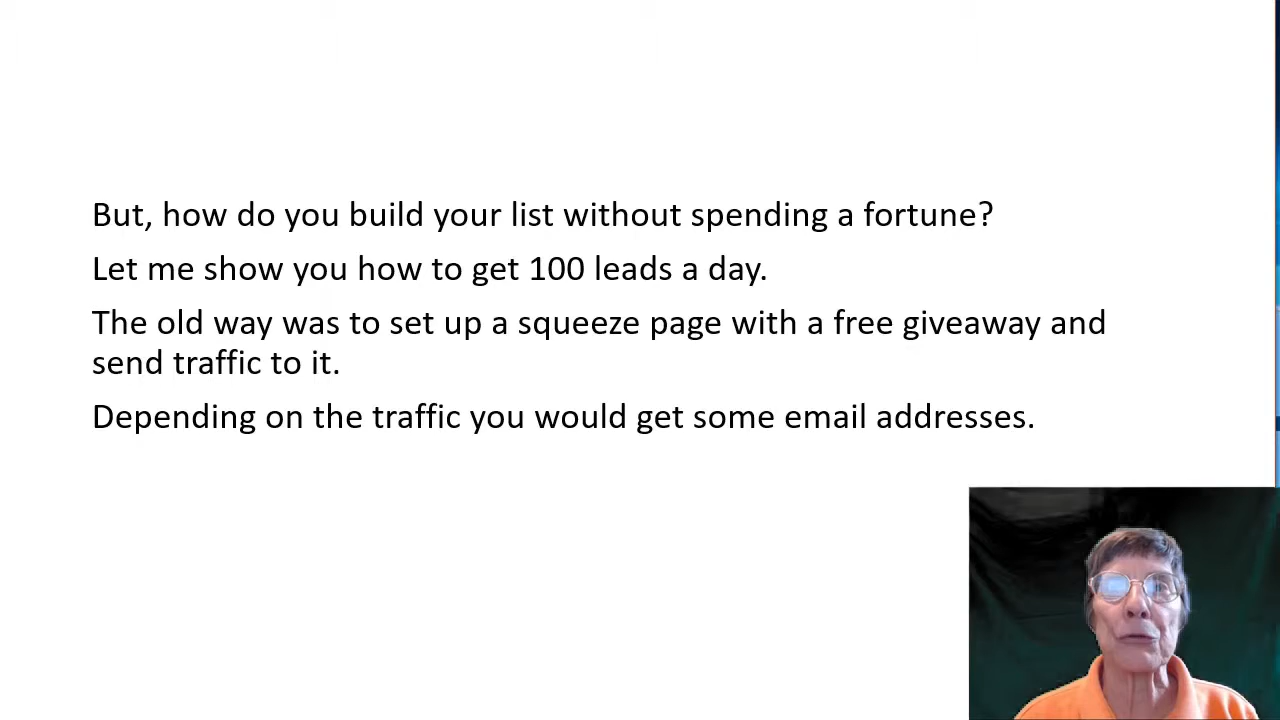 But, how do you build your list without spending a fortune?
Let me show you how to get 100 leads a day.
The old way was to set up a squeeze page with a free giveaway and
send traffic to it.
Depending on the traffic you would get some email addresses.